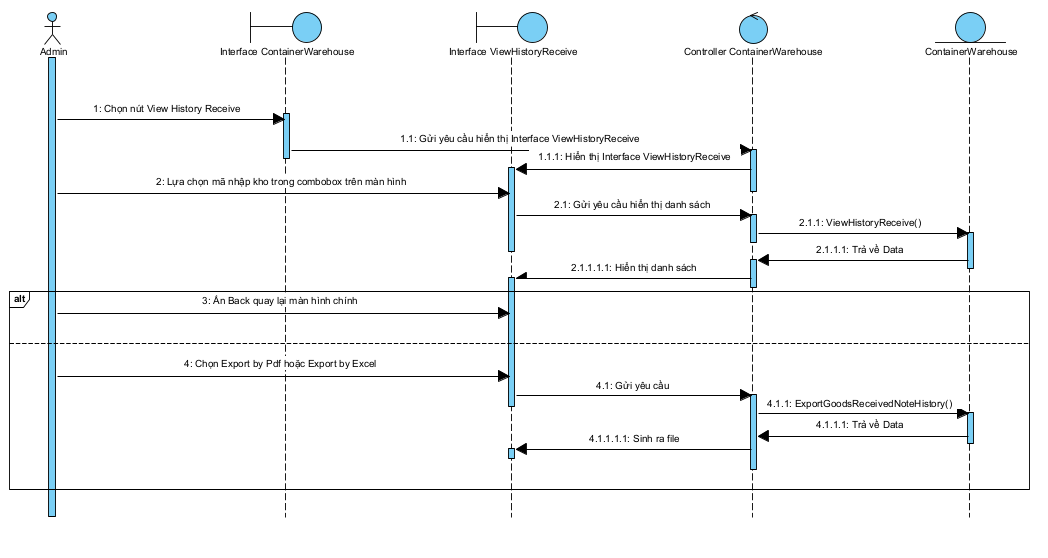 Admin
Interface ContainerWarehouse
Interface ViewHistoryReceive
Controller ContainerWarehouse
ContainerWarehouse
1: Chọn nút View History Receive
1.1: Gửi yêu cầu hiển thị Interface ViewHistoryReceive
1.1.1: Hiển thị Interface ViewHistoryReceive
2: Lựa chọn mã nhập kho trong combobox trên màn hình
2.1: Gửi yêu cầu hiển thị danh sách
2.1.1: ViewHistoryReceive()
2.1.1.1: Trả về Data
2.1.1.1.1: Hiển thị danh sách
alt
3: Ấn Back quay lại màn hình chính
4: Chọn Export by Pdf hoặc Export by Excel
4.1: Gửi yêu cầu
4.1.1: ExportGoodsReceivedNoteHistory()
4.1.1.1: Trả về Data
4.1.1.1.1: Sinh ra file